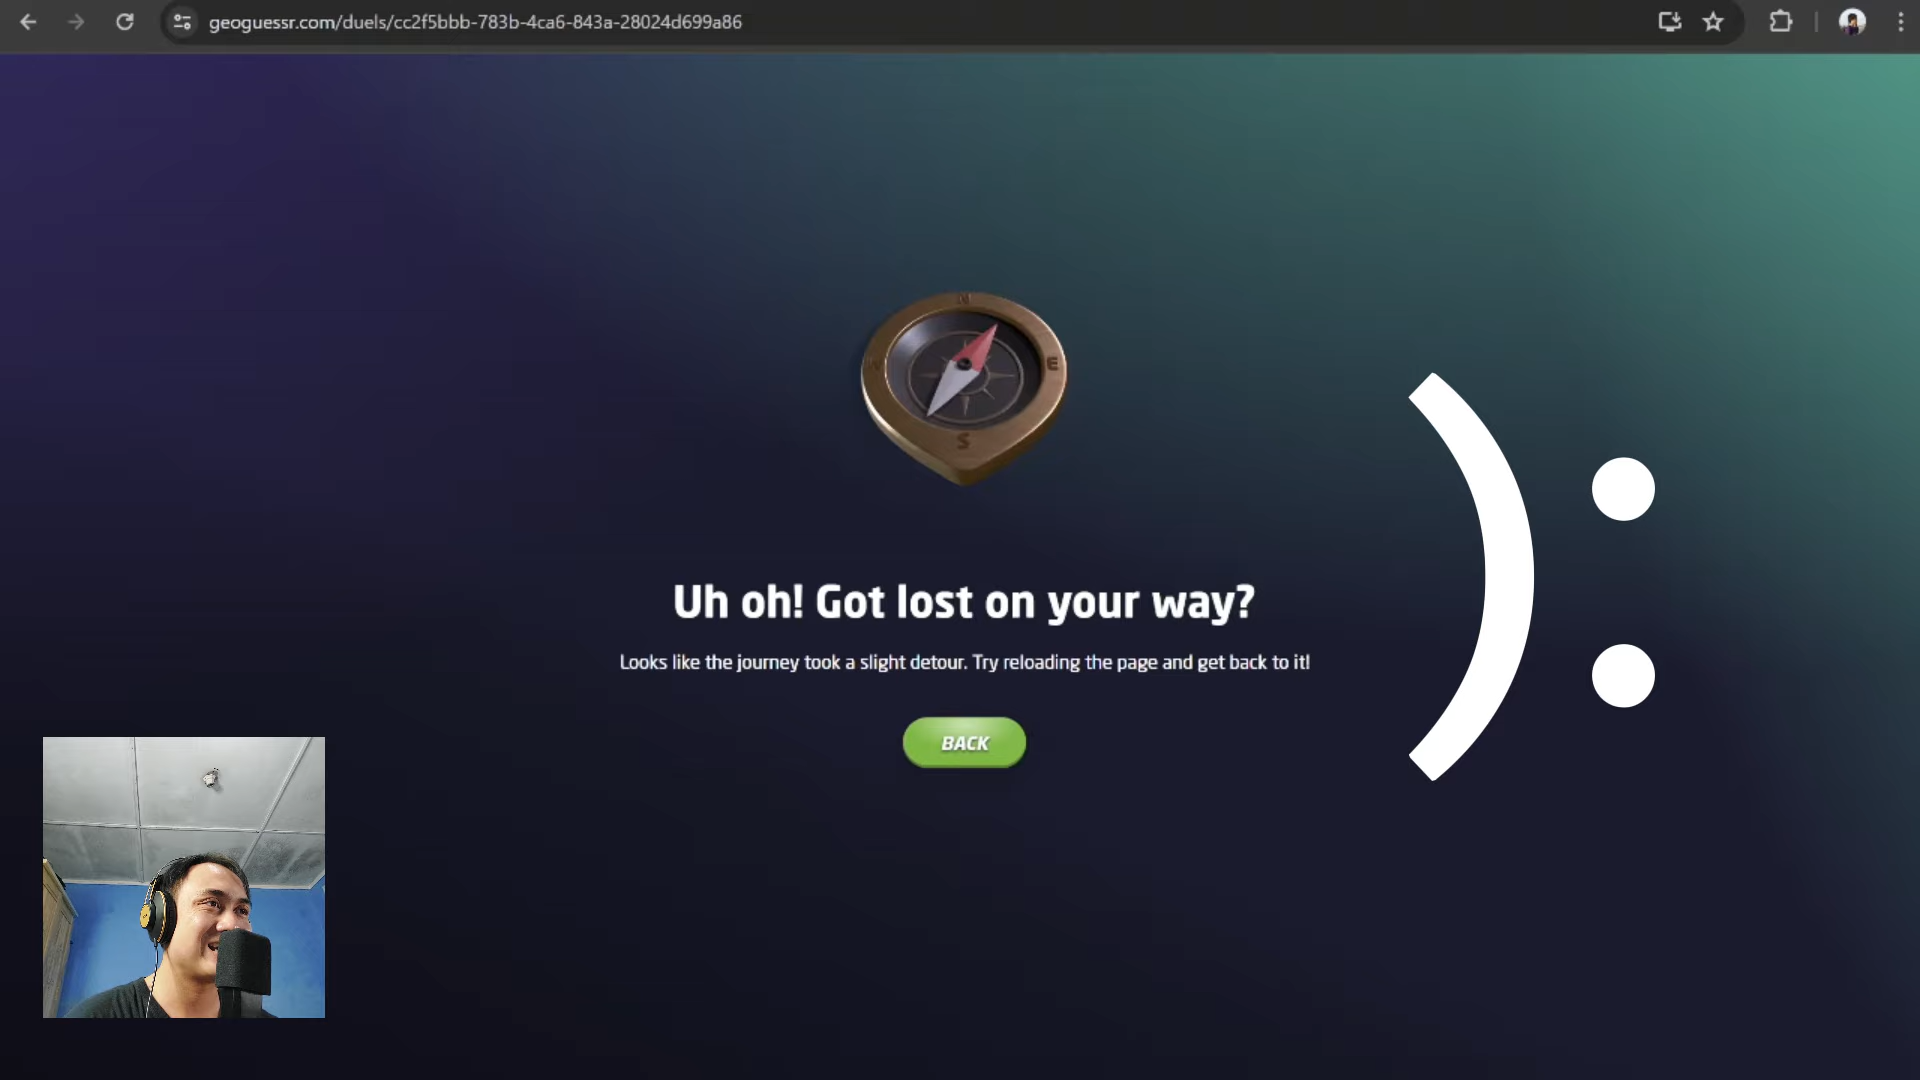 geoguessr.com/duels/cc2f5bbb-783b-4ca6-843a-28024d699a86
N
E
S
Uh oh! Got lost on your way?
Looks like the journey took a slight detour. Try reloading the page and get back to it!
BACK
):